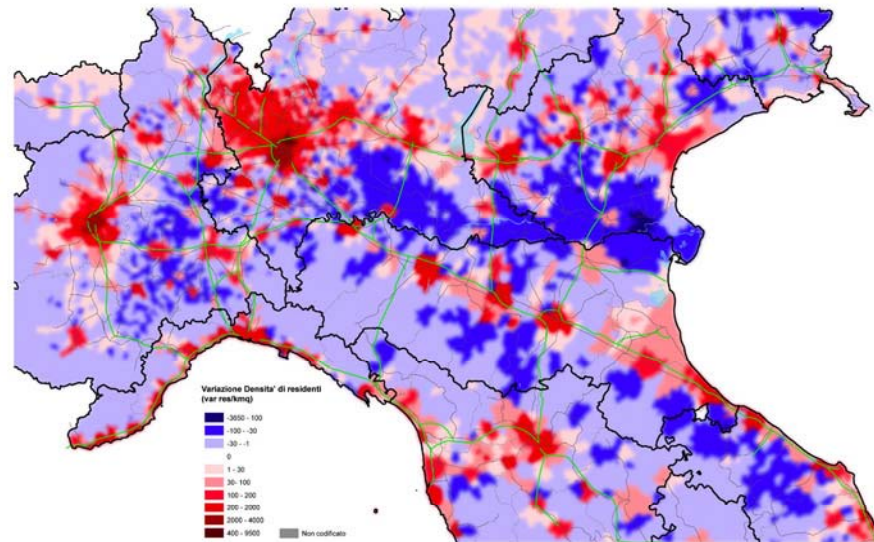 Variazione Densita' di residenti
(var res/kmq)
-3650 - 100
-100 - -30
-30 - -1
0
1 - 30
30- 100
100 - 200
200 - 2000
2000 - 4000
400 - 9500
Non codificato